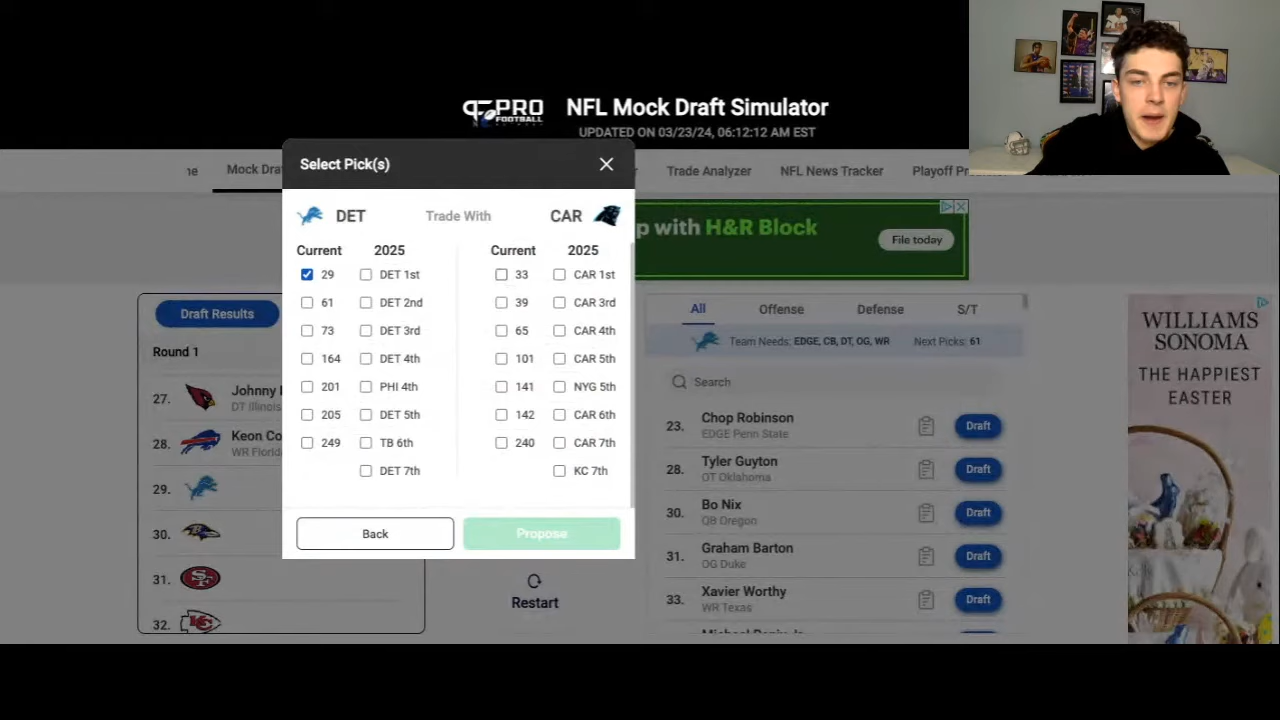 PRO
FOOTBALL
NFL Mock Draft Simulator
UPDATED ON 03/23/24, 06:12:12 AM EST
Mock Dra
Trade Analyzer
NFL News Tracker
Playoff P
Select Pick(s)
DET
Trade With
CAR
Current
2025
Current
2025
29
DET 1st
33
CAR 1st
61
DET 2nd
39
CAR 3rd
73
DET 3rd
65
CAR 4th
164
DET 4th
101
CAR 5th
201
PHI 4th
141
NYG 5th
205
DET 5th
142
CAR 6th
249
TB 6th
240
CAR 7th
DET 7th
KC 7th
Back
Propose
p with H&R Block
File today
Draft Results
Round 1
27.
Johnny
DT Illinois
28.
Keon Co
WR Florid
29.
30.
31.
32.
Restart
All
Offense
Defense
S/T
Team Needs: EDGE, CB, DT, OG, WR
Next Picks: 61
Search
23.
Chop Robinson
EDGE Penn State
Draft
28.
Tyler Guyton
OT Oklahoma
Draft
30.
Bo Nix
QB Oregon
Draft
31.
Graham Barton
OG Duke
Draft
33.
Xavier Worthy
WR Texas
Draft
WILLIAMS
SONOMA
THE HAPPIEST
EASTER